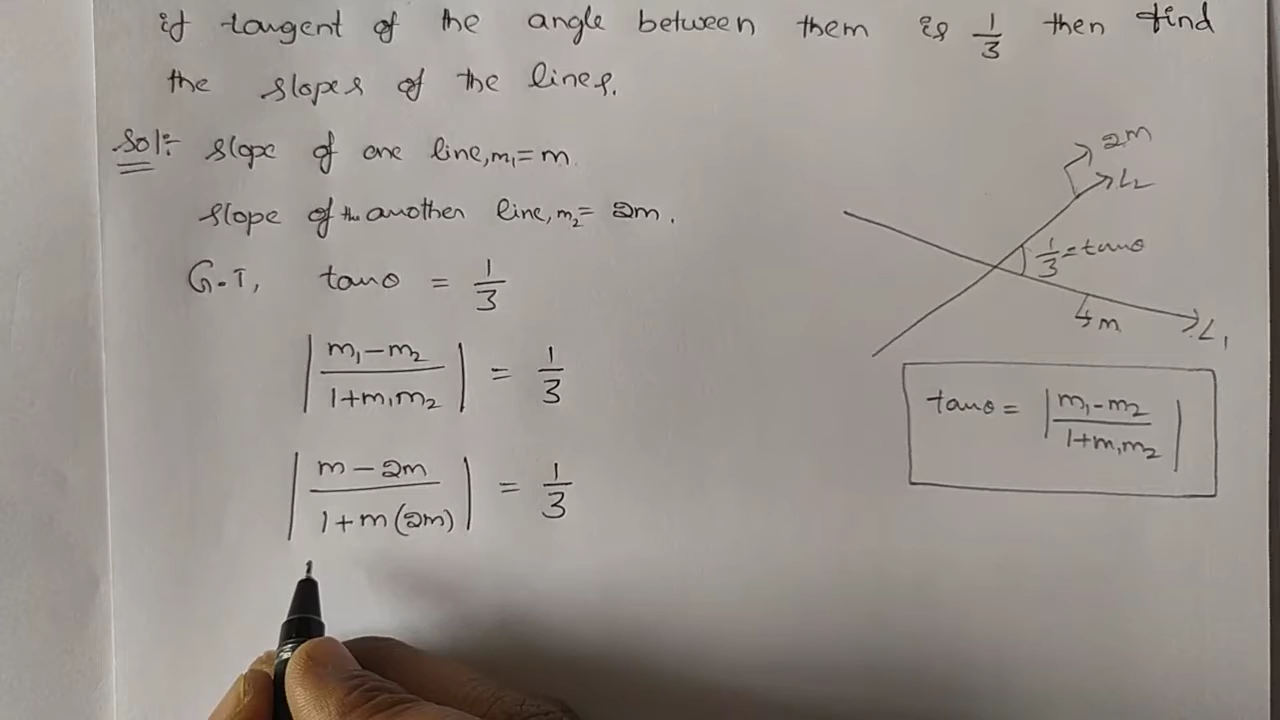 if tangent of the angle between them is 1/3 then find
the slopes of the lines.
Sol:- slope of one line, m₁ = m.
slope of the another line, m₂ = 2m.
G.T, tanθ = 1/3
|(m₁ - m₂)/(1 + m₁m₂)| = 1/3
|(m - 2m)/(1 + m(2m))| = 1/3
2m
L₂
1/3 = tanθ
m
L₁
tanθ = |(m₁ - m₂)/(1 + m₁m₂)|